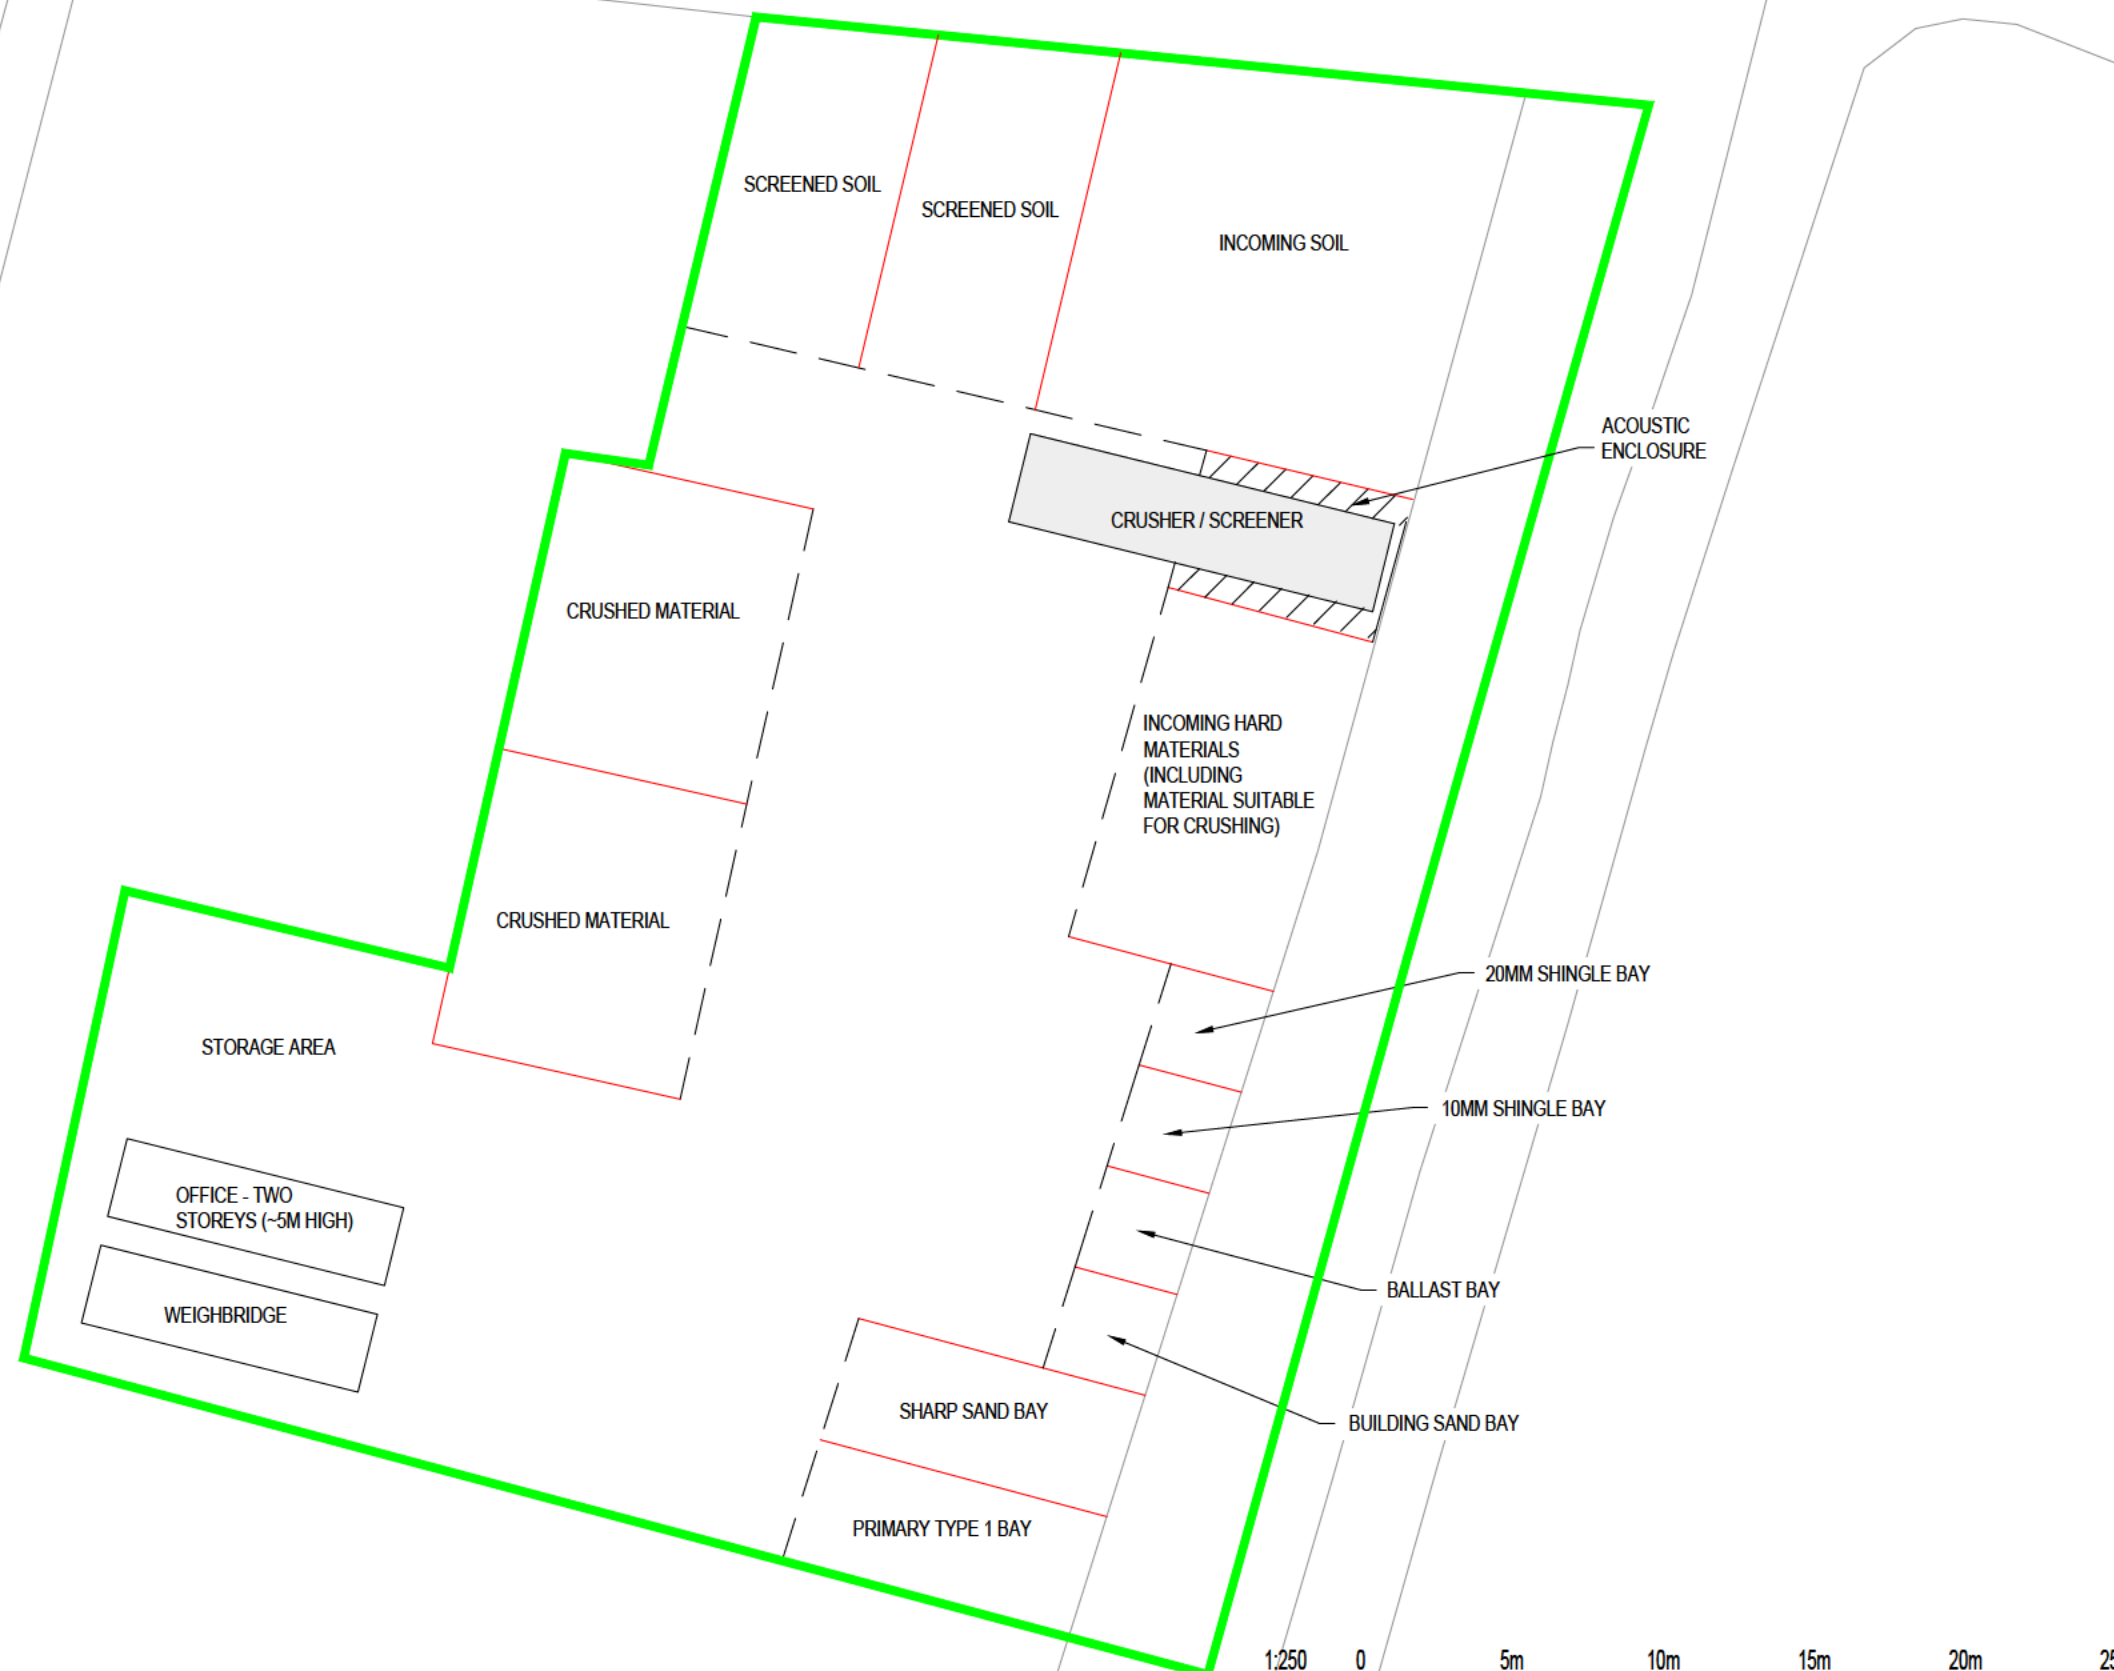 SCREENED SOIL
SCREENED SOIL
INCOMING SOIL
ACOUSTIC
ENCLOSURE
CRUSHER / SCREENER
CRUSHED MATERIAL
INCOMING HARD
MATERIALS
(INCLUDING
MATERIAL SUITABLE
FOR CRUSHING)
CRUSHED MATERIAL
20MM SHINGLE BAY
STORAGE AREA
10MM SHINGLE BAY
OFFICE - TWO
STOREYS (~5M HIGH)
BALLAST BAY
WEIGHBRIDGE
SHARP SAND BAY
BUILDING SAND BAY
PRIMARY TYPE 1 BAY
1:250 0 5m 10m 15m 20m